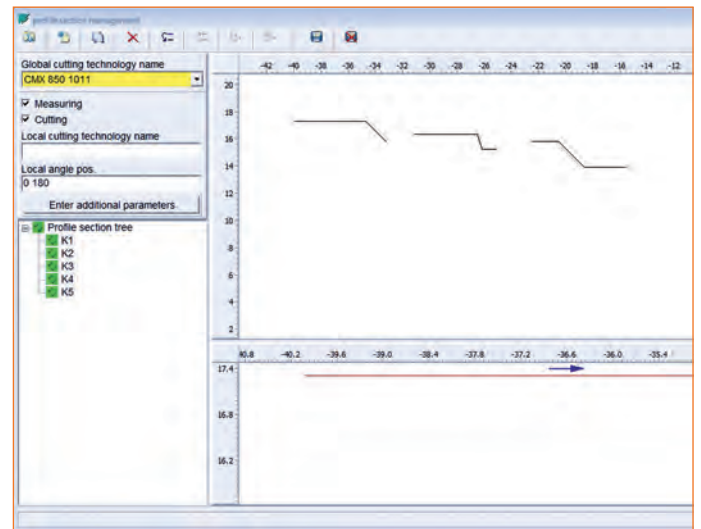 profile section management
Global cutting technology name
CMX 850 1011
Measuring
Cutting
Local cutting technology name
Local angle pos.
0 180
Enter additional parameters
Profile section tree
K1
K2
K3
K4
K5
-42 -40 -38 -36 -34 -32 -30 -28 -26 -24 -22 -20 -18 -16 -14 -12
20
18
16
14
12
10
8
6
4
2
40.8 -40.2 -39.6 -39.0 -38.4 -37.8 -37.2 -36.6 -36.0 -35.4
17.4
16.8
16.2